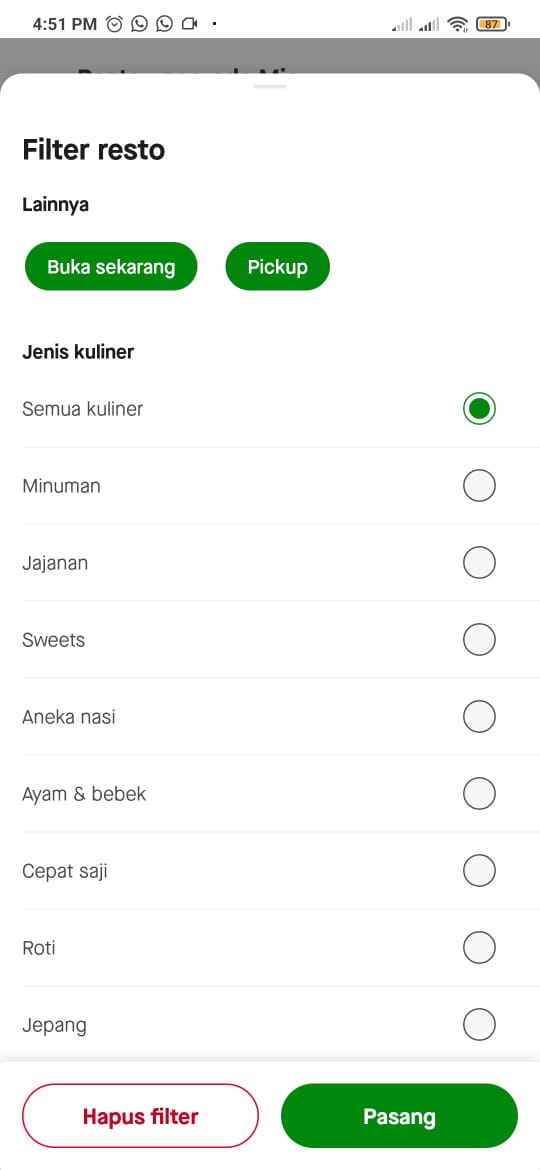 4:51 PM
87
Filter resto
Lainnya
Buka sekarang
Pickup
Jenis kuliner
Semua kuliner
Minuman
Jajanan
Sweets
Aneka nasi
Ayam & bebek
Cepat saji
Roti
Jepang
Hapus filter
Pasang